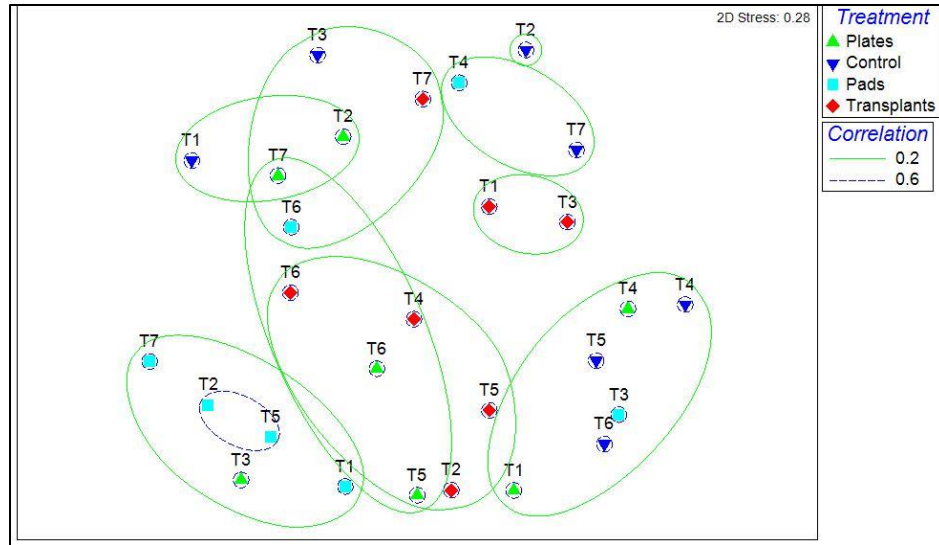 2D Stress: 0.28
Treatment
Plates
Control
Pads
Transplants
Correlation
0.2
0.6
T2
T3
T4
T7
T2
T7
T1
T7
T1
T3
T6
T6
T4
T4
T4
T7
T5
T6
T2
T3
T5
T5
T6
T3
T1
T5
T2
T1